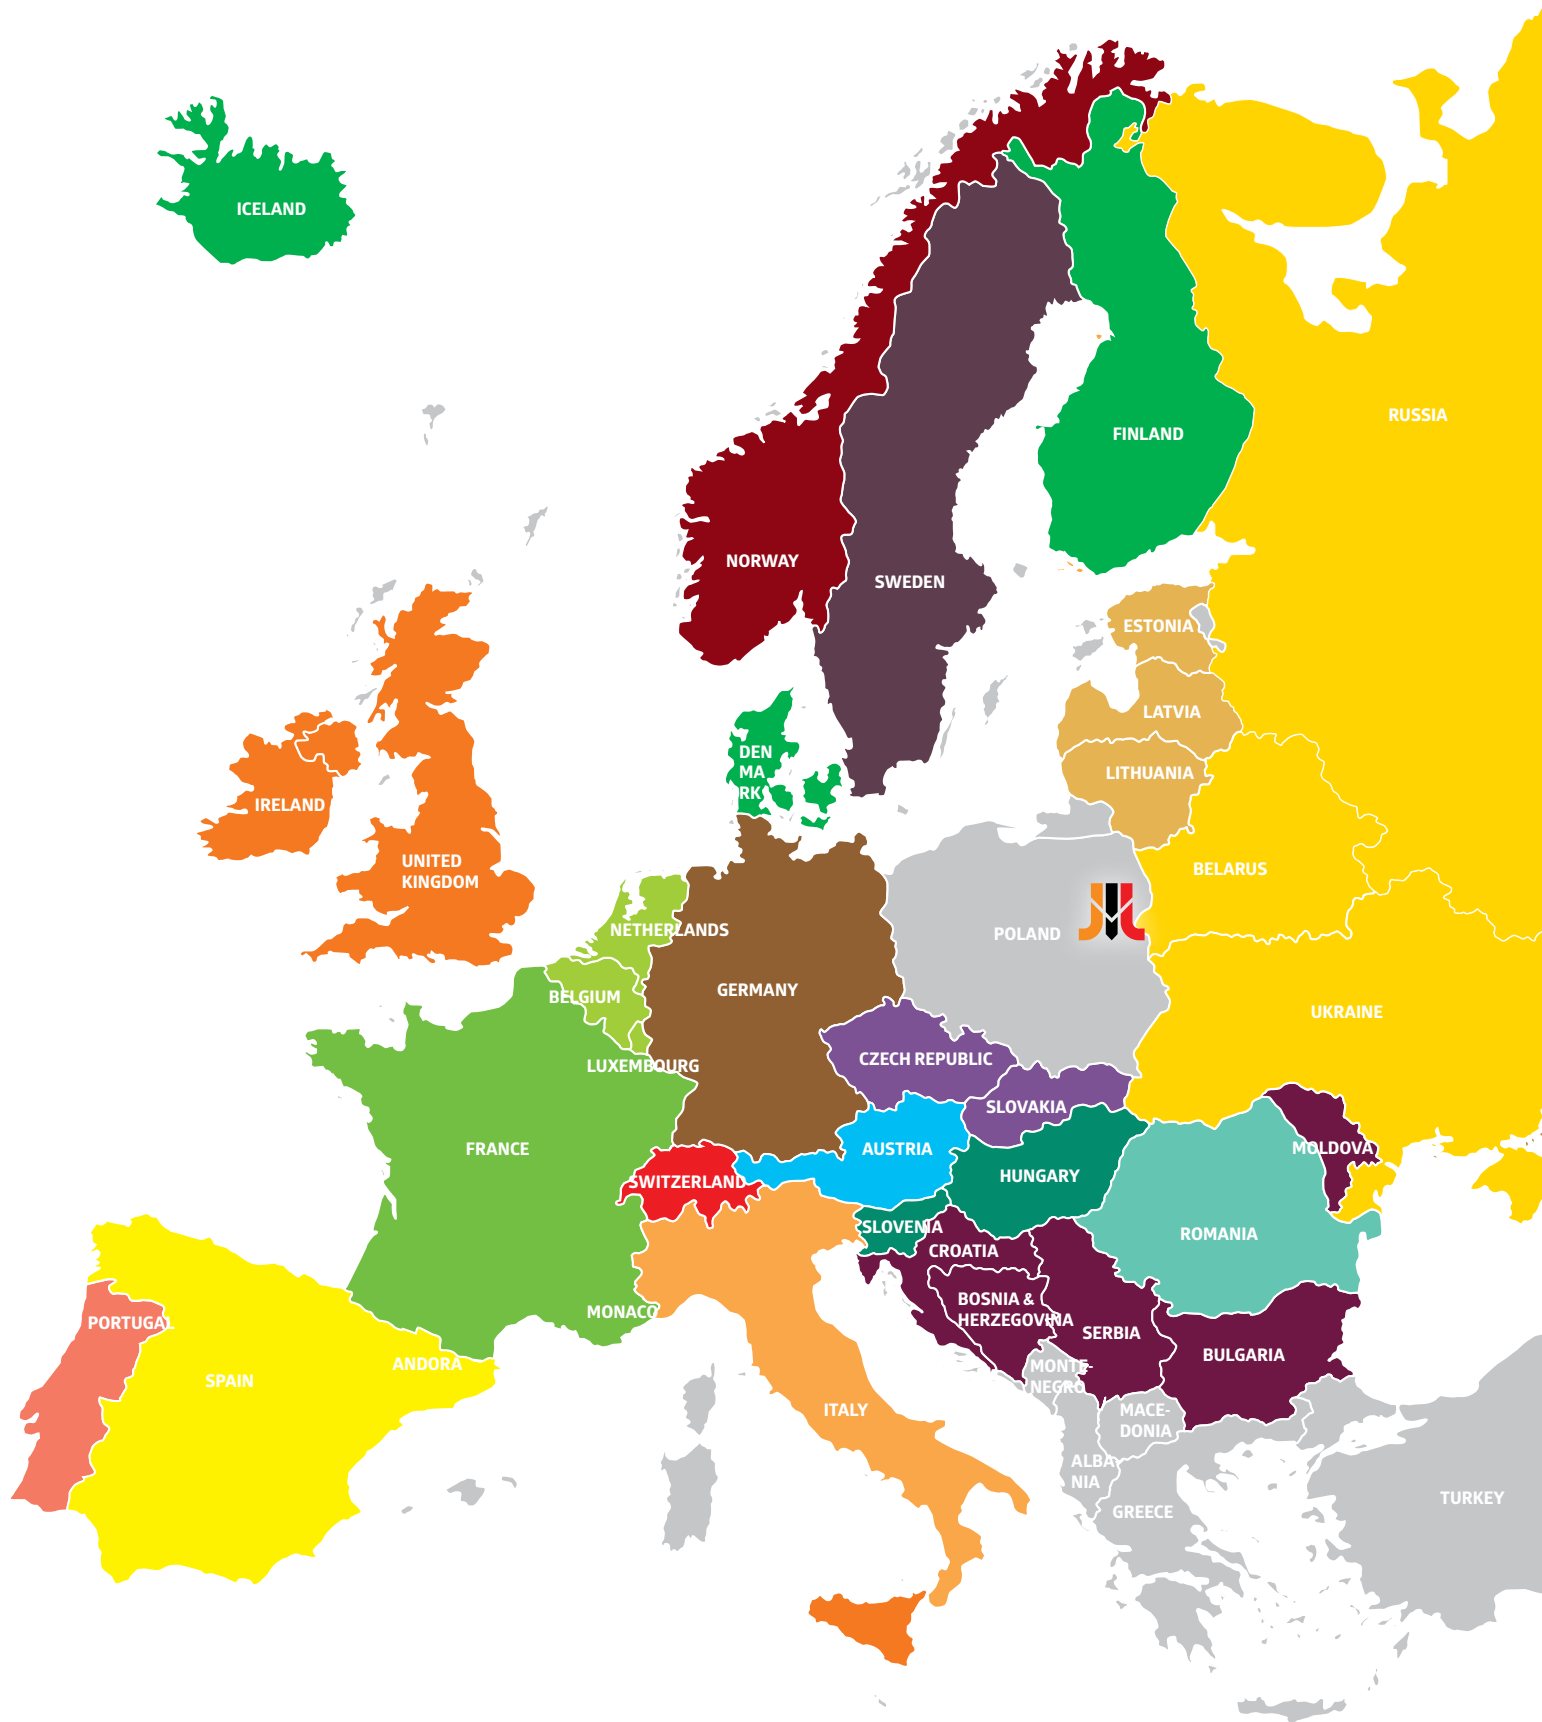 ICELAND
RUSSIA
FINLAND
NORWAY
SWEDEN
ESTONIA
LATVIA
DEN
MA
RK
LITHUANIA
IRELAND
UNITED
KINGDOM
BELARUS
NETHERLANDS
POLAND
GERMANY
BELGIUM
UKRAINE
CZECH REPUBLIC
LUXEMBOURG
SLOVAKIA
FRANCE
AUSTRIA
MOLDOVA
HUNGARY
SWITZERLAND
SLOVENIA
ROMANIA
CROATIA
BOSNIA &
HERZEGOVINA
MONACO
PORTUGAL
SERBIA
BULGARIA
ANDORA
MONTE-
NEGRO
SPAIN
ITALY
MACE-
DONIA
ALBA-
NIA
TURKEY
GREECE